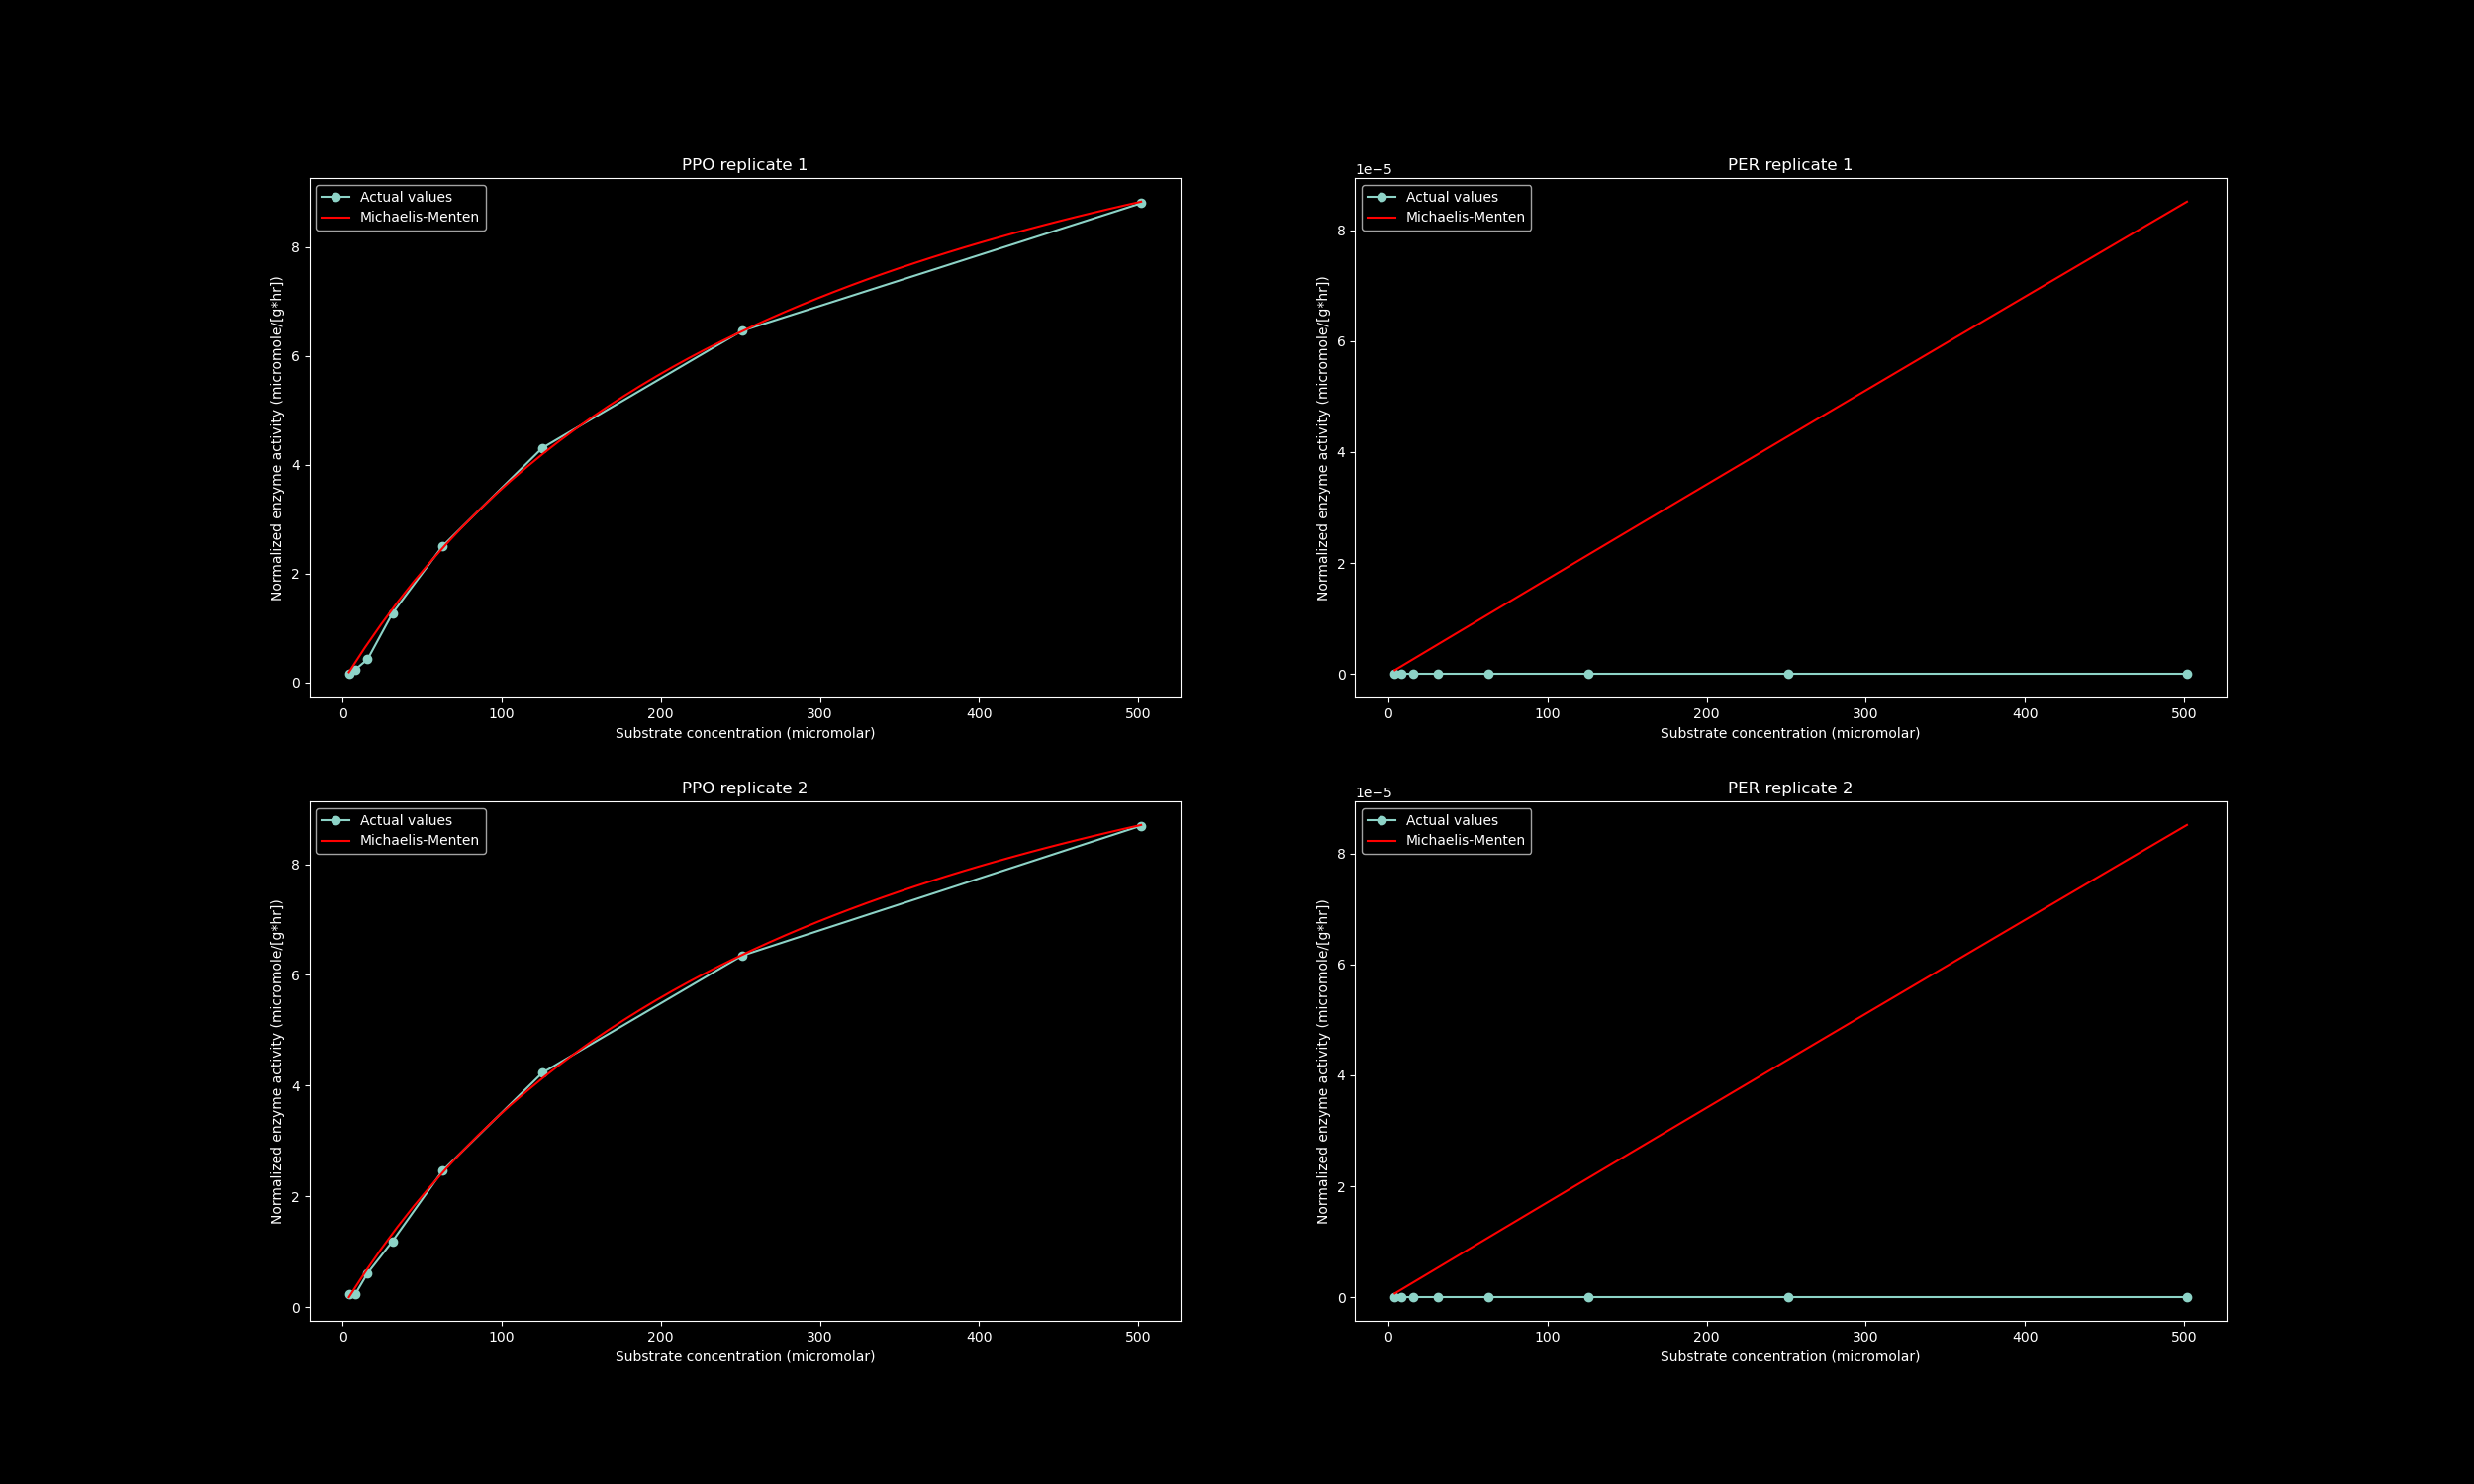 PPO replicate 1
Actual values
Michaelis-Menten
8
6
4
2
0
Normalized enzyme activity (micromole/[g*hr])
0 100 200 300 400 500
Substrate concentration (micromolar)
PER replicate 1
1e−5
Actual values
Michaelis-Menten
8
6
4
2
0
Normalized enzyme activity (micromole/[g*hr])
0 100 200 300 400 500
Substrate concentration (micromolar)
PPO replicate 2
Actual values
Michaelis-Menten
8
6
4
2
0
Normalized enzyme activity (micromole/[g*hr])
0 100 200 300 400 500
Substrate concentration (micromolar)
PER replicate 2
1e−5
Actual values
Michaelis-Menten
8
6
4
2
0
Normalized enzyme activity (micromole/[g*hr])
0 100 200 300 400 500
Substrate concentration (micromolar)